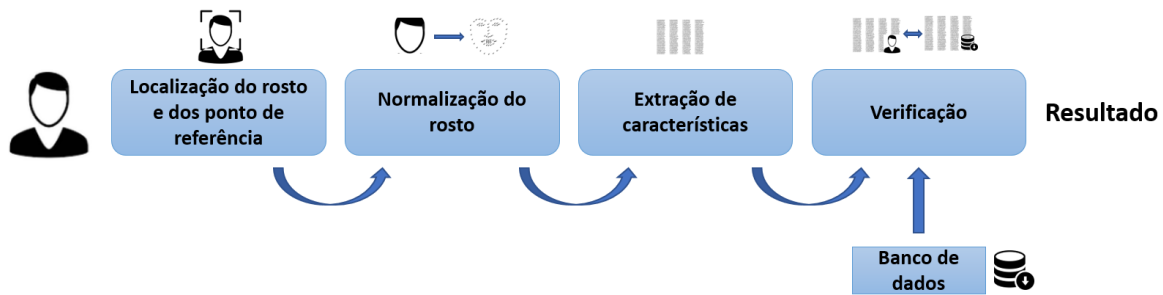 Localização do rosto
e dos ponto de
referência
Normalização do
rosto
Extração de
características
Verificação
Resultado
Banco de
dados